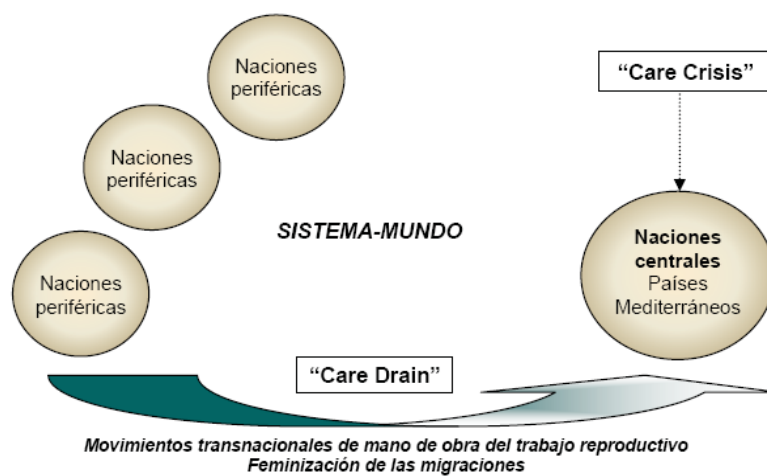 Naciones
periféricas
“Care Crisis”
Naciones
periféricas
Naciones
periféricas
SISTEMA-MUNDO
Naciones
centrales
Países
Mediterráneos
“Care Drain”
Movimientos transnacionales de mano de obra del trabajo reproductivo
Feminización de las migraciones